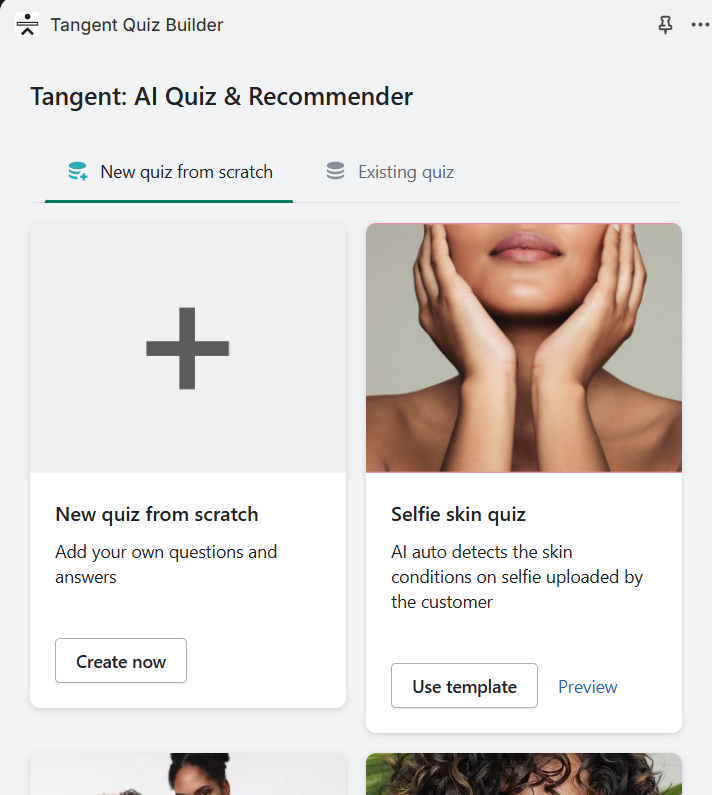 Tangent Quiz Builder
Tangent: AI Quiz & Recommender
New quiz from scratch
Existing quiz
New quiz from scratch
Add your own questions and
answers
Create now
Selfie skin quiz
AI auto detects the skin
conditions on selfie uploaded by
the customer
Use template
Preview